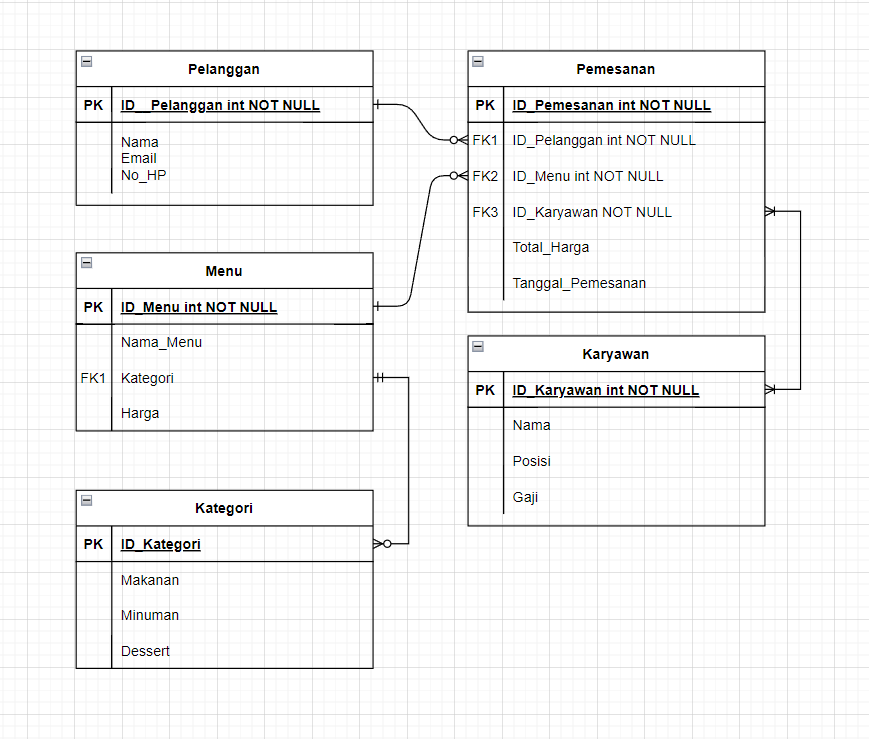 Pelanggan
PK ID__Pelanggan int NOT NULL
Nama
Email
No_HP
Pemesanan
PK ID_Pemesanan int NOT NULL
FK1 ID_Pelanggan int NOT NULL
FK2 ID_Menu int NOT NULL
FK3 ID_Karyawan NOT NULL
Total_Harga
Tanggal_Pemesanan
Menu
PK ID_Menu int NOT NULL
Nama_Menu
FK1 Kategori
Harga
Karyawan
PK ID_Karyawan int NOT NULL
Nama
Posisi
Gaji
Kategori
PK ID_Kategori
Makanan
Minuman
Dessert